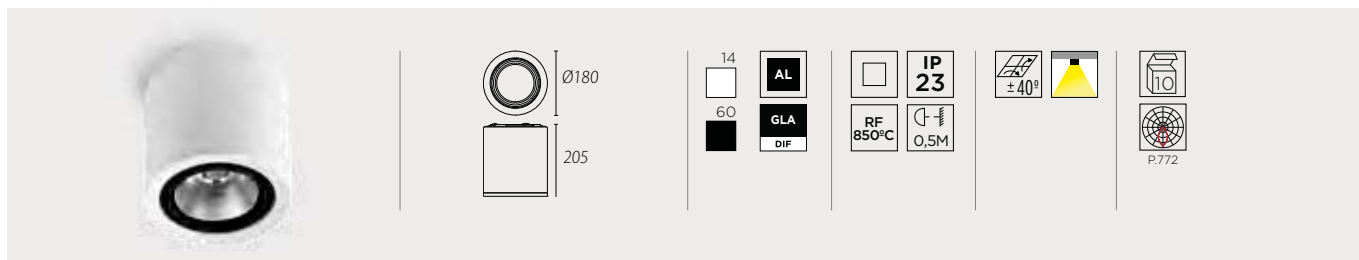 Ø180
205
14
60
AL
GLA
DIF
IP
23
RF
850ºC
0,5M
±40º
10
P.772